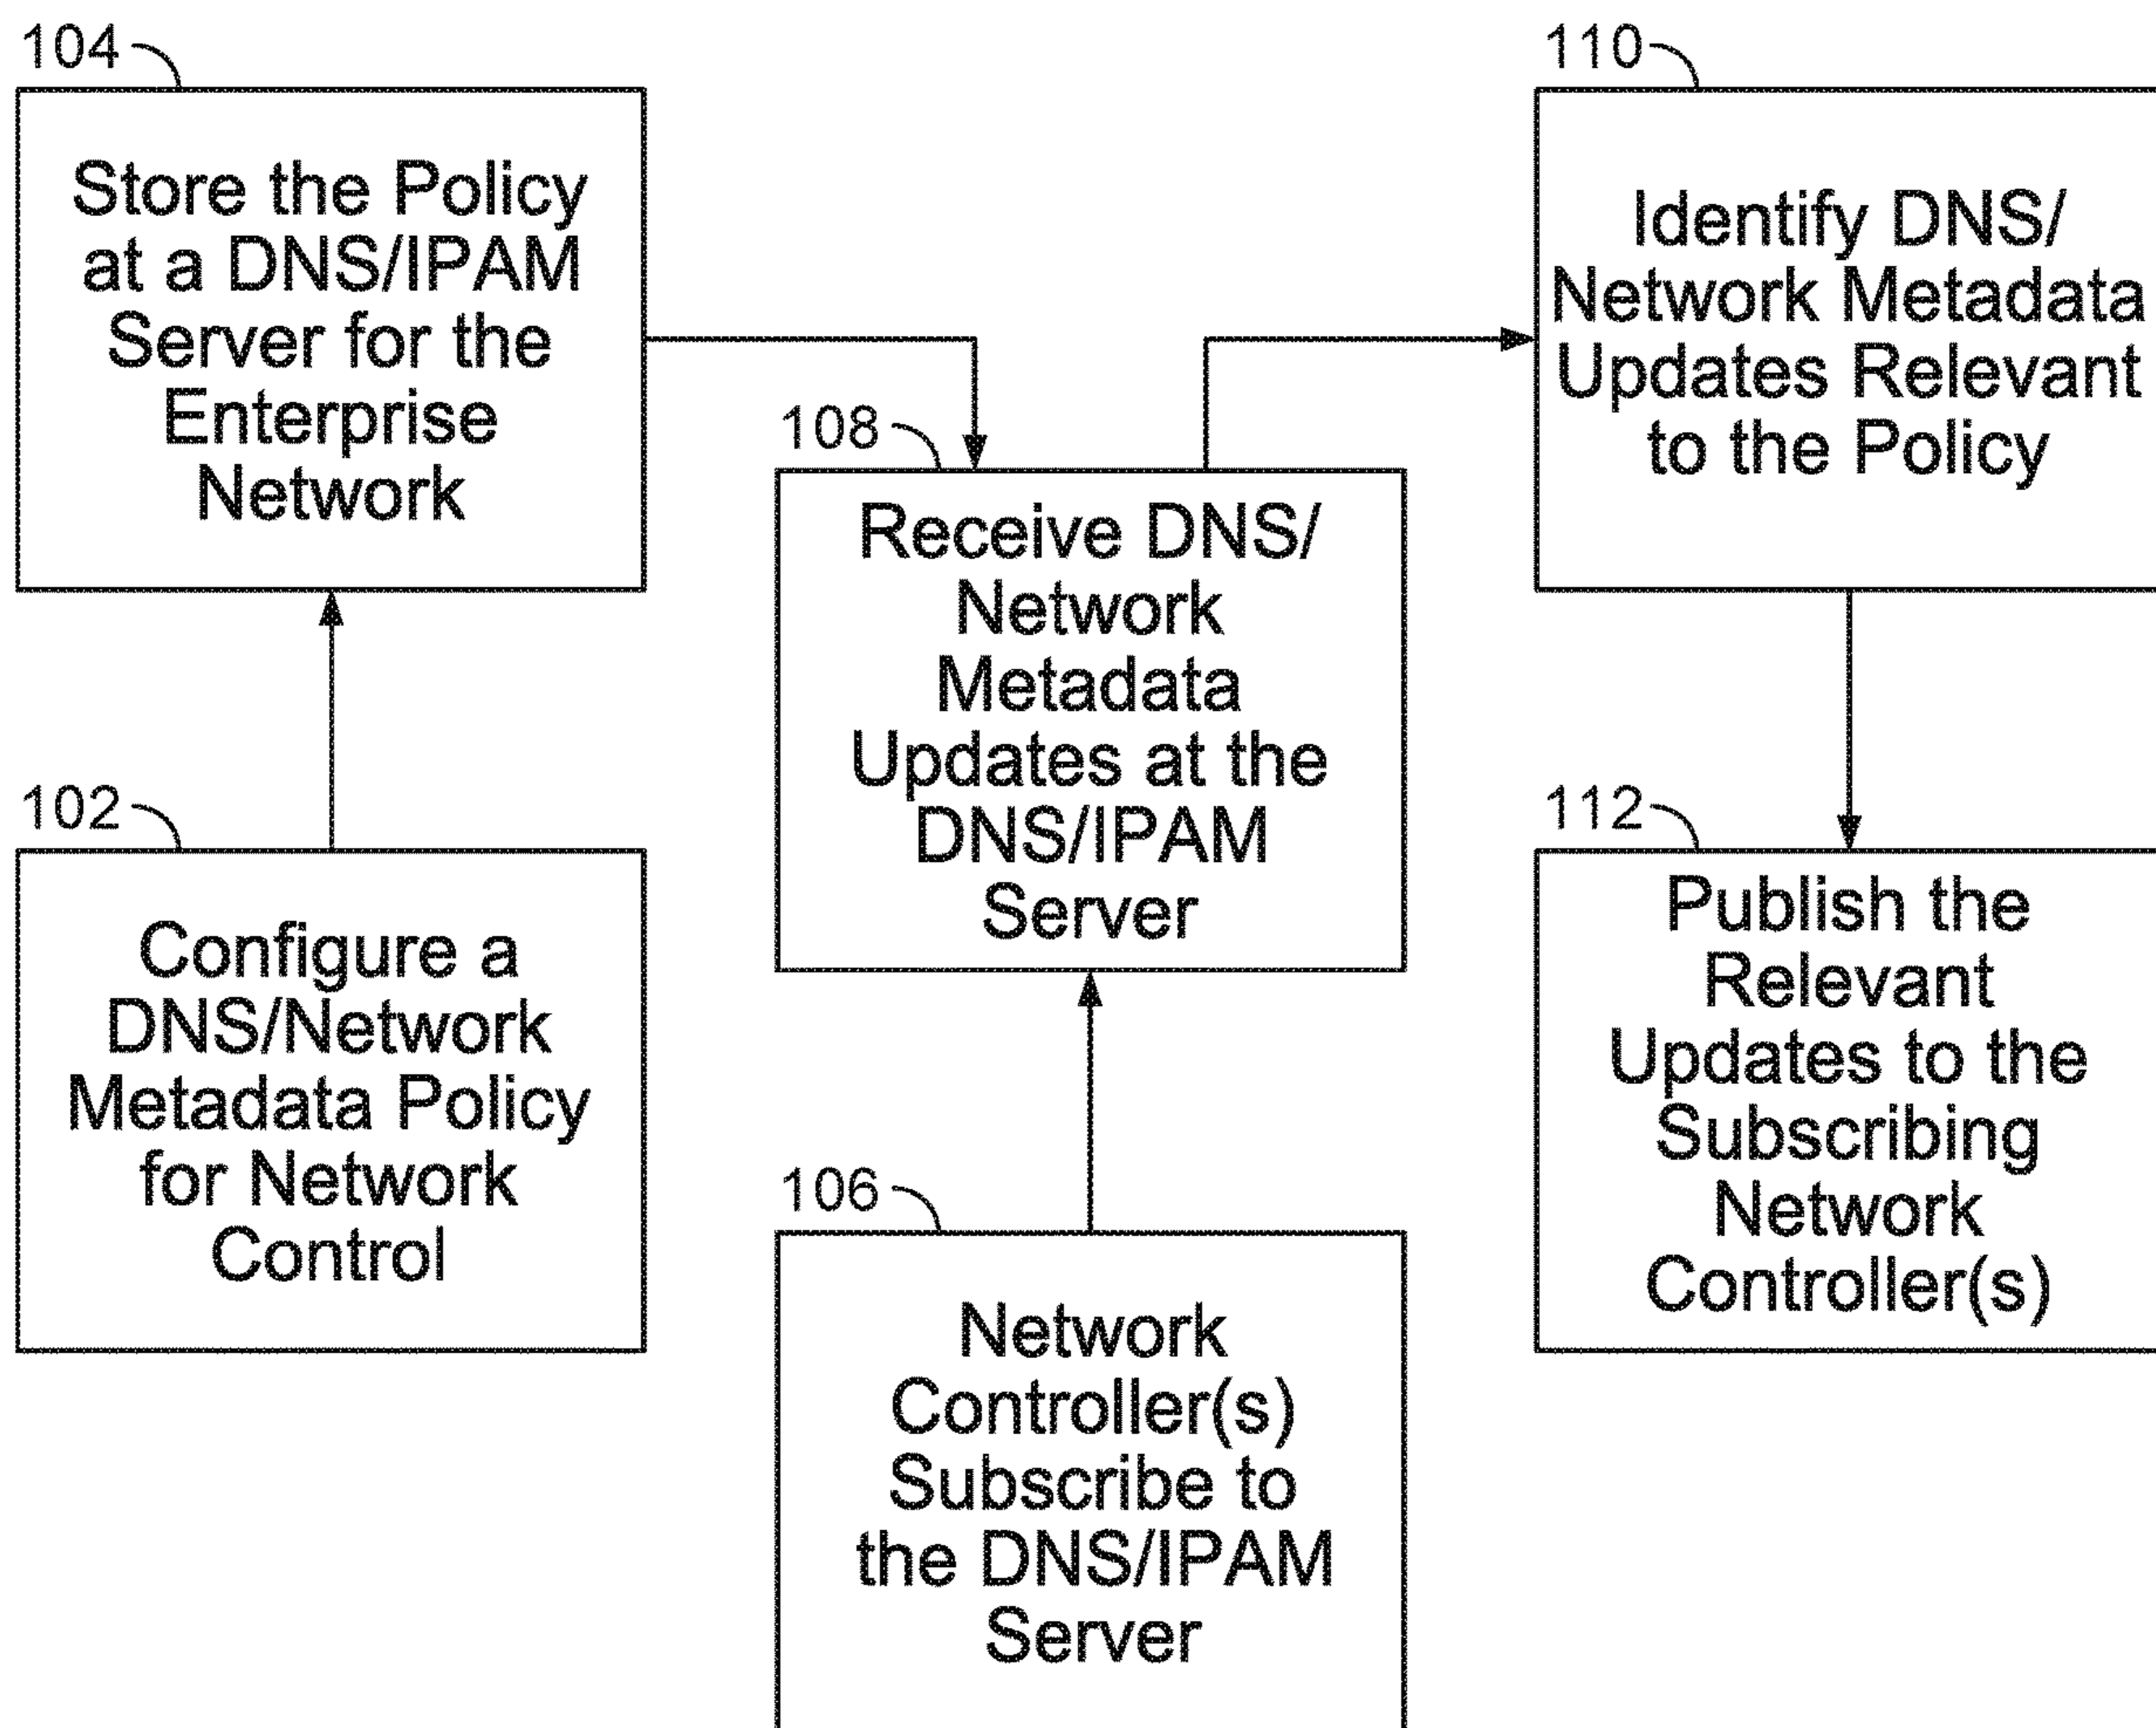 104
Store the Policy
at a DNS/IPAM
Server for the
Enterprise
Network
102
Configure a
DNS/Network
Metadata Policy
for Network
Control
108
Receive DNS/
Network
Metadata
Updates at the
DNS/IPAM
Server
106
Network
Controller(s)
Subscribe to
the DNS/IPAM
Server
110
Identify DNS/
Network Metadata
Updates Relevant
to the Policy
112
Publish the
Relevant
Updates to the
Subscribing
Network
Controller(s)